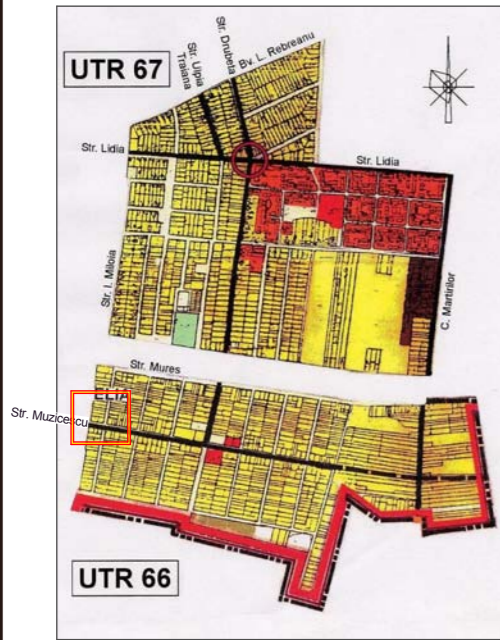 Bv. L. Rebreanu
Str. Drubeta
Str. Ulpia
Traiana
UTR 67
Str. Lidia
Str. Lidia
Str. I. Miloia
C. Martirilor
Str. Mures
ELIA
Str. Muzicescu
UTR 66